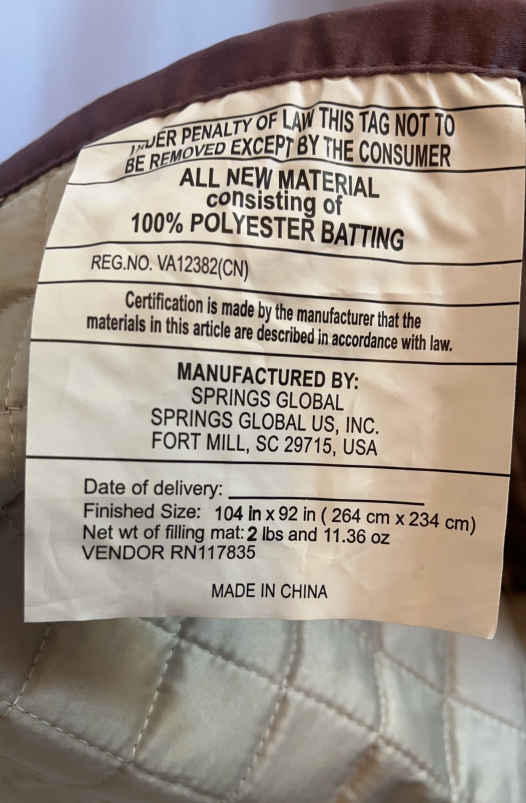 UNDER PENALTY OF LAW THIS TAG NOT TO
BE REMOVED EXCEPT BY THE CONSUMER
ALL NEW MATERIAL
consisting of
100% POLYESTER BATTING
REG.NO. VA12382(CN)
Certification is made by the manufacturer that the
materials in this article are described in accordance with law.
MANUFACTURED BY:
SPRINGS GLOBAL
SPRINGS GLOBAL US, INC.
FORT MILL, SC 29715, USA
Date of delivery:
Finished Size: 104 in x 92 in ( 264 cm x 234 cm)
Net wt of filling mat: 2 lbs and 11.36 oz
VENDOR RN117835
MADE IN CHINA